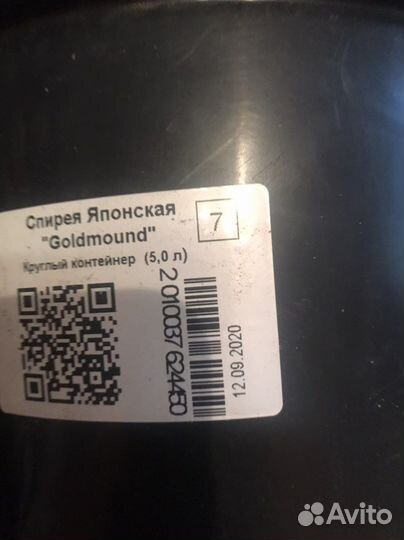 Спирея Японская
"Goldmound"
7
Круглый контейнер (5,0 л)
2 010037 624450
12.09.2020
Avito